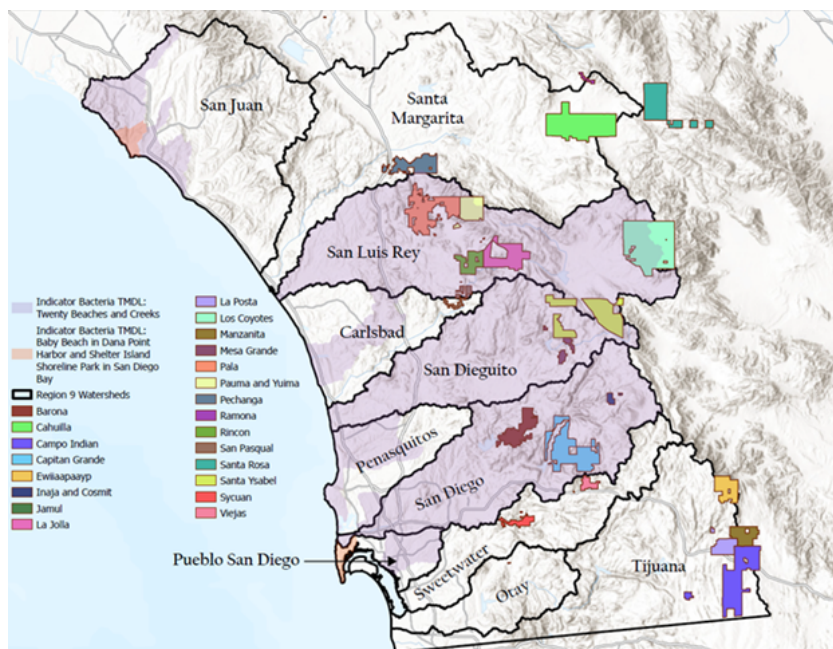 San Juan
Santa
Margarita
San Luis Rey
Carlsbad
San Dieguito
Penasquitos
San Diego
Pueblo San Diego
Sweetwater
Otay
Tijuana
Indicator Bacteria TMDL:
Twenty Beaches and Creeks
Indicator Bacteria TMDL:
Baby Beach in Dana Point
Harbor and Shelter Island
Shoreline Park in San Diego
Bay
Region 9 Watersheds
Barona
Cahuilla
Campo Indian
Capitan Grande
Ewiiaapaayp
Inaja and Cosmit
Jamul
La Jolla
La Posta
Los Coyotes
Manzanita
Mesa Grande
Pala
Pauma and Yuima
Pechanga
Ramona
Rincon
San Pasqual
Santa Rosa
Santa Ysabel
Sycuan
Viejas